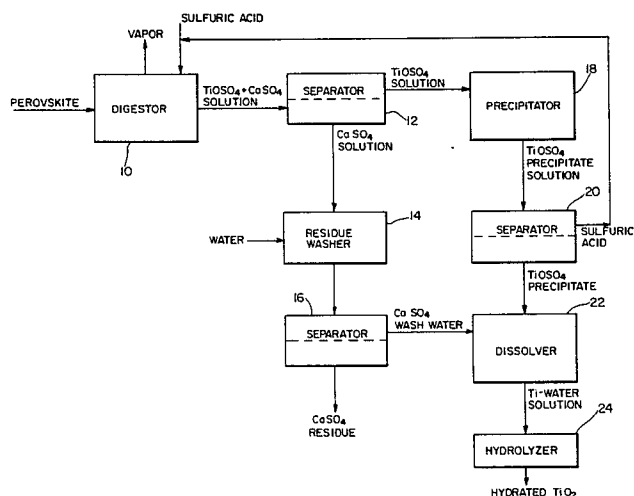 SULFURIC ACID
VAPOR
PEROVSKITE
DIGESTOR
10
TiOSO4+CaSO4
SOLUTION
SEPARATOR
12
TiOSO4
SOLUTION
PRECIPITATOR
18
CaSO4
SOLUTION
TiOSO4
PRECIPITATE
SOLUTION
20
SEPARATOR
SULFURIC
ACID
14
RESIDUE
WASHER
WATER
TiOSO4
PRECIPITATE
16
SEPARATOR
CaSO4
WASH WATER
22
DISSOLVER
CaSO4
RESIDUE
Ti-WATER
SOLUTION
24
HYDROLYZER
HYDRATED TiO2